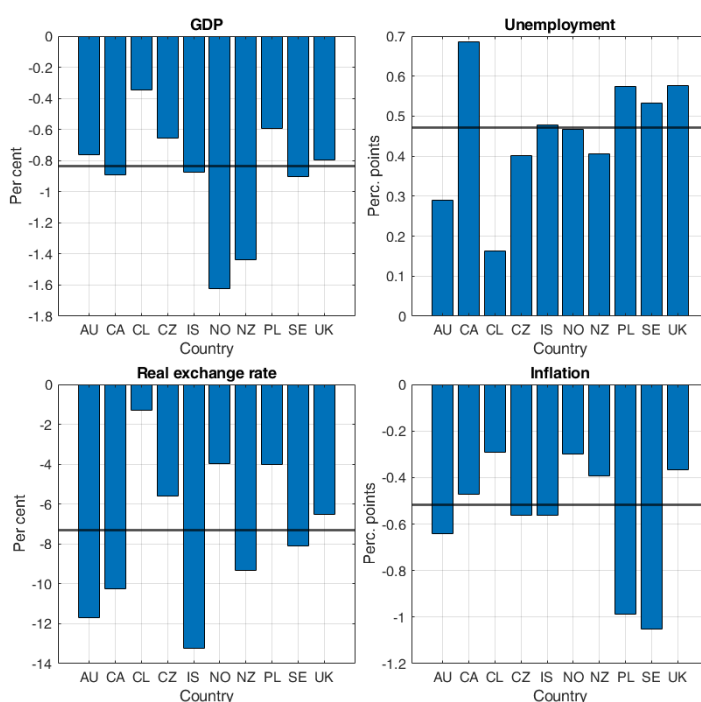 GDP
0
-0.2
-0.4
-0.6
-0.8
-1
-1.2
-1.4
-1.6
-1.8
Per cent
AU CA CL CZ IS NO NZ PL SE UK
Country
Unemployment
0.7
0.6
0.5
0.4
0.3
0.2
0.1
0
Perc. points
AU CA CL CZ IS NO NZ PL SE UK
Country
Real exchange rate
0
-2
-4
-6
-8
-10
-12
-14
Per cent
AU CA CL CZ IS NO NZ PL SE UK
Country
Inflation
0
-0.2
-0.4
-0.6
-0.8
-1
-1.2
Perc. points
AU CA CL CZ IS NO NZ PL SE UK
Country